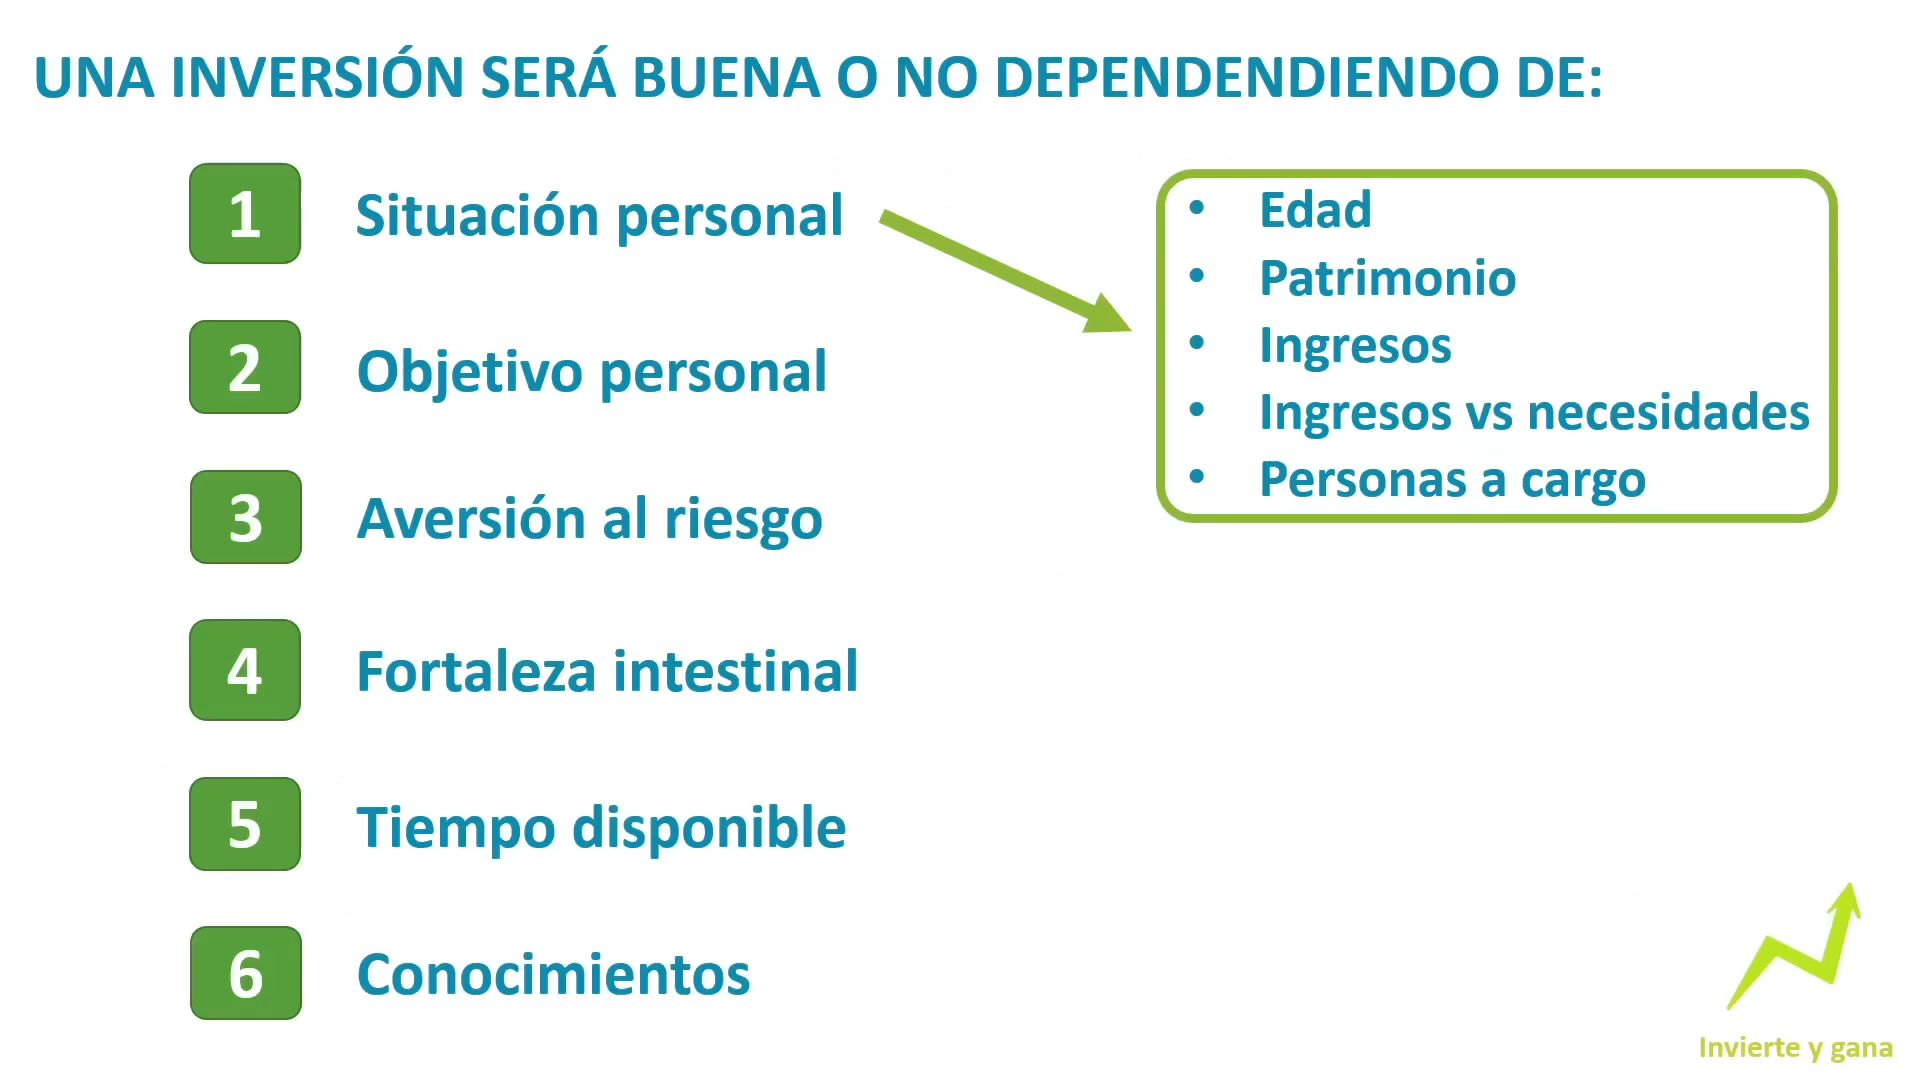 UNA INVERSIÓN SERÁ BUENA O NO DEPENDENDIENDO DE:
1 Situación personal
• Edad
• Patrimonio
• Ingresos
• Ingresos vs necesidades
• Personas a cargo
2 Objetivo personal
3 Aversión al riesgo
4 Fortaleza intestinal
5 Tiempo disponible
6 Conocimientos
Invierte y gana